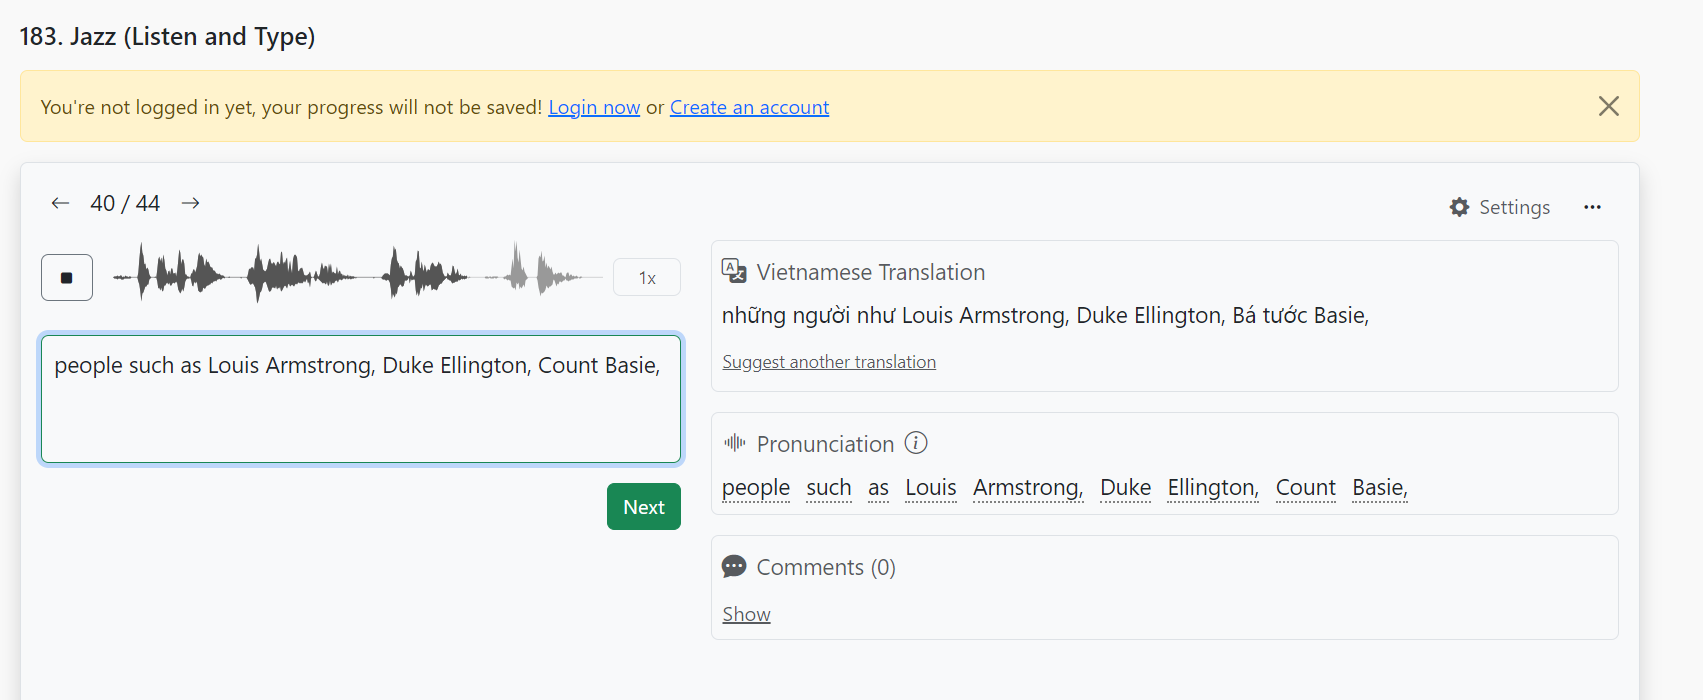 183. Jazz (Listen and Type)
You're not logged in yet, your progress will not be saved! Login now or Create an account
40 / 44
Settings
1x
people such as Louis Armstrong, Duke Ellington, Count Basie,
Next
Vietnamese Translation
những người như Louis Armstrong, Duke Ellington, Bá tước Basie,
Suggest another translation
Pronunciation
people such as Louis Armstrong, Duke Ellington, Count Basie,
Comments (0)
Show